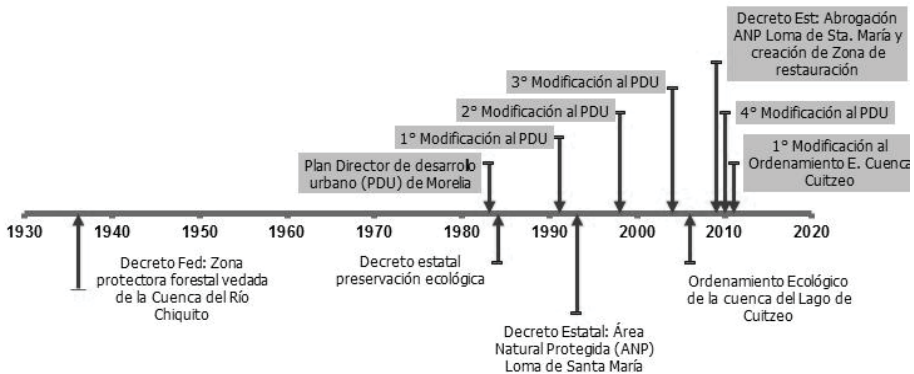 Decreto Est: Abrogación
ANP Loma de Sta. María y
creación de Zona de
restauración
3° Modificación al PDU
2° Modificación al PDU
4° Modificación al PDU
1° Modificación al PDU
1° Modificación al
Ordenamiento E. Cuenca
Cuitzeo
Plan Director de desarrollo
urbano (PDU) de Morelia
1930 1940 1950 1960 1970 1980 1990 2000 2010 2020
Decreto Fed: Zona
protectora forestal vedada
de la Cuenca del Río
Chiquito
Decreto estatal
preservación ecológica
Ordenamiento Ecológico
de la cuenca del Lago de
Cuitzeo
Decreto Estatal: Área
Natural Protegida (ANP)
Loma de Santa María